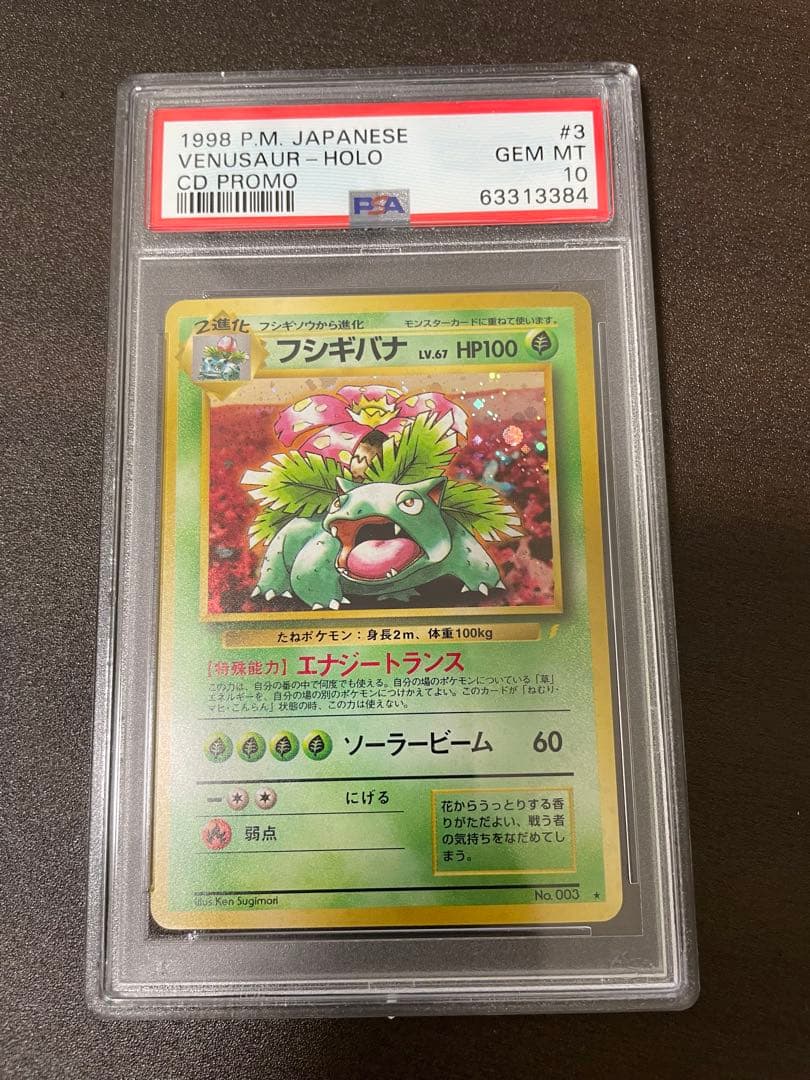 1998 P.M. JAPANESE #3
VENUSAUR-HOLO GEM MT
CD PROMO 10
PSA 63313384
2進化 フシギソウから進化 モンスターカードに重ねて使います。
フシギバナ LV.67 HP100
たねポケモン:身長2m、体重100kg
[特殊能力] エナジートランス
この力は、自分の番の中で何度でも使える。自分の場のポケモンについている「草」
エネルギーを、自分の場の別のポケモンにつけかえてよい。このカードが「ねむり・
マヒ・こんらん」状態の時、この力は使えない。
ソーラービーム 60
にげる
弱点
花からうっとりする香
りがただよい、戦う者
の気持ちをなだめてし
まう。
Illus.Ken Sugimori No.003 ★